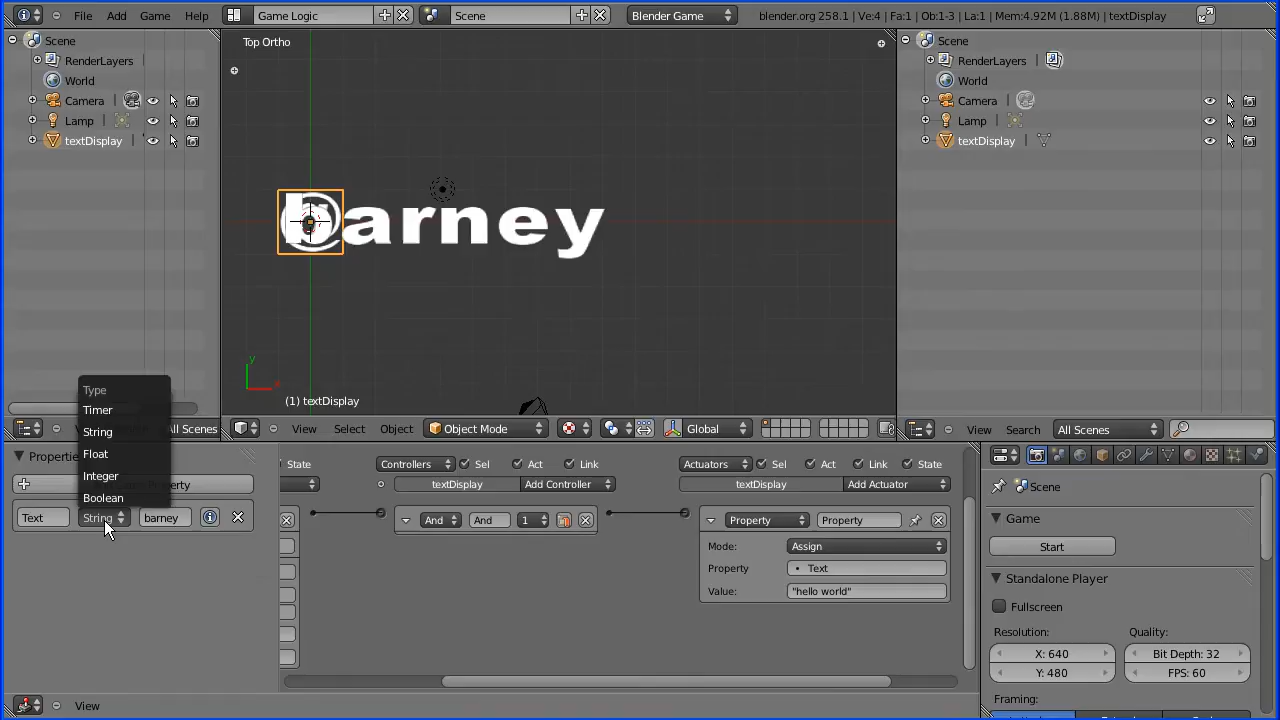 File Add Game Help Game Logic Scene Blender Game blender.org 258.1 | Ve:4 | Fa:1 | Ob:1-3 | La:1 | Mem:4.92M (1.88M) | textDisplay
Scene
RenderLayers
World
Camera
Lamp
textDisplay
All Scenes
Top Ortho
barney
y
(1) textDisplay
View Select Object Object Mode Global
Scene
RenderLayers
World
Camera
Lamp
textDisplay
View Search All Scenes
Type
Timer
String
Float
Integer
Boolean
Text String barney
State Controllers Sel Act Link Actuators Sel Act Link State
textDisplay Add Controller textDisplay Add Actuator
And And 1 Property Property
Mode: Assign
Property Text
Value: "hello world"
View
Scene
Game
Start
Standalone Player
Fullscreen
Resolution: Quality:
X: 640 Bit Depth: 32
Y: 480 FPS: 60
Framing: